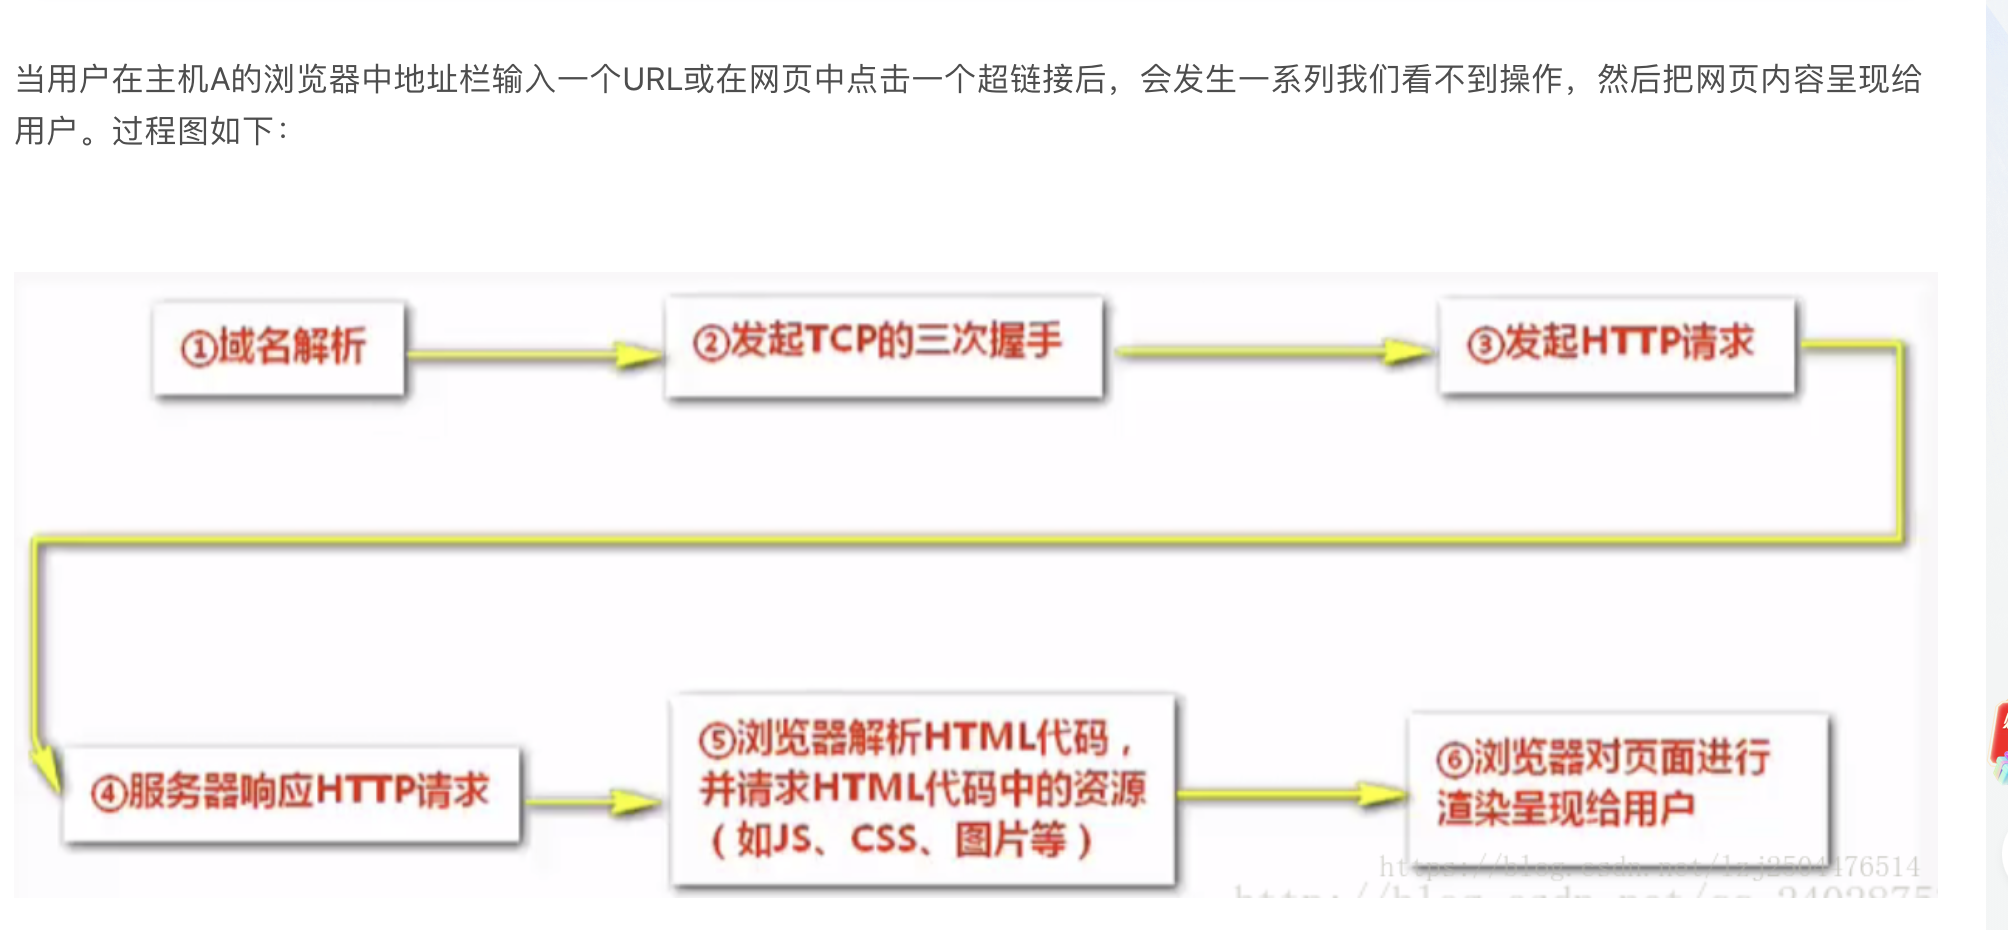 当用户在主机A的浏览器中地址栏输入一个URL或在网页中点击一个超链接后，会发生一系列我们看不到操作，然后把网页内容呈现给
用户。过程图如下：
①域名解析
②发起TCP的三次握手
③发起HTTP请求
④服务器响应HTTP请求
⑤浏览器解析HTML代码，
并请求HTML代码中的资源
（如JS、CSS、图片等）
⑥浏览器对页面进行
渲染呈现给用户
https://blog.csdn.net/lzj2504476514